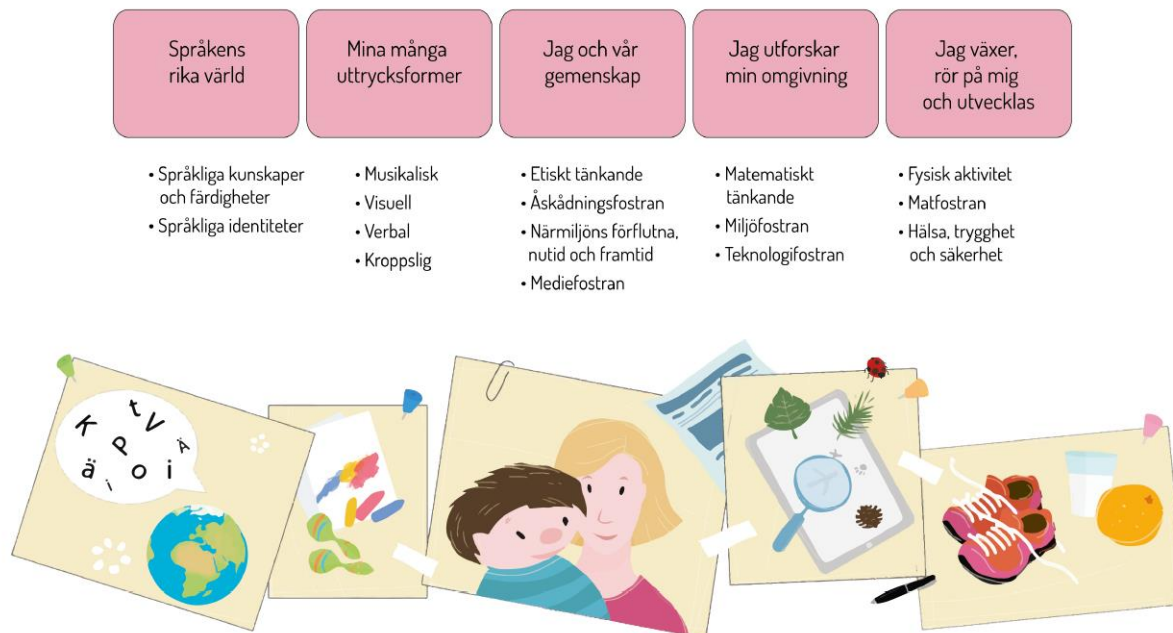 Språkens
rika värld
Mina många
uttrycksformer
Jag och vår
gemenskap
Jag utforskar
min omgivning
Jag växer,
rör på mig
och utvecklas
• Språkliga kunskaper
och färdigheter
• Språkliga identiteter
• Musikalisk
• Visuell
• Verbal
• Kroppslig
• Etiskt tänkande
• Åskådningsfostran
• Närmiljöns förflutna,
nutid och framtid
• Mediefostran
• Matematiskt
tänkande
• Miljöfostran
• Teknologifostran
• Fysisk aktivitet
• Matfostran
• Hälsa, trygghet
och säkerhet
K t V
P Ä
ä i o i